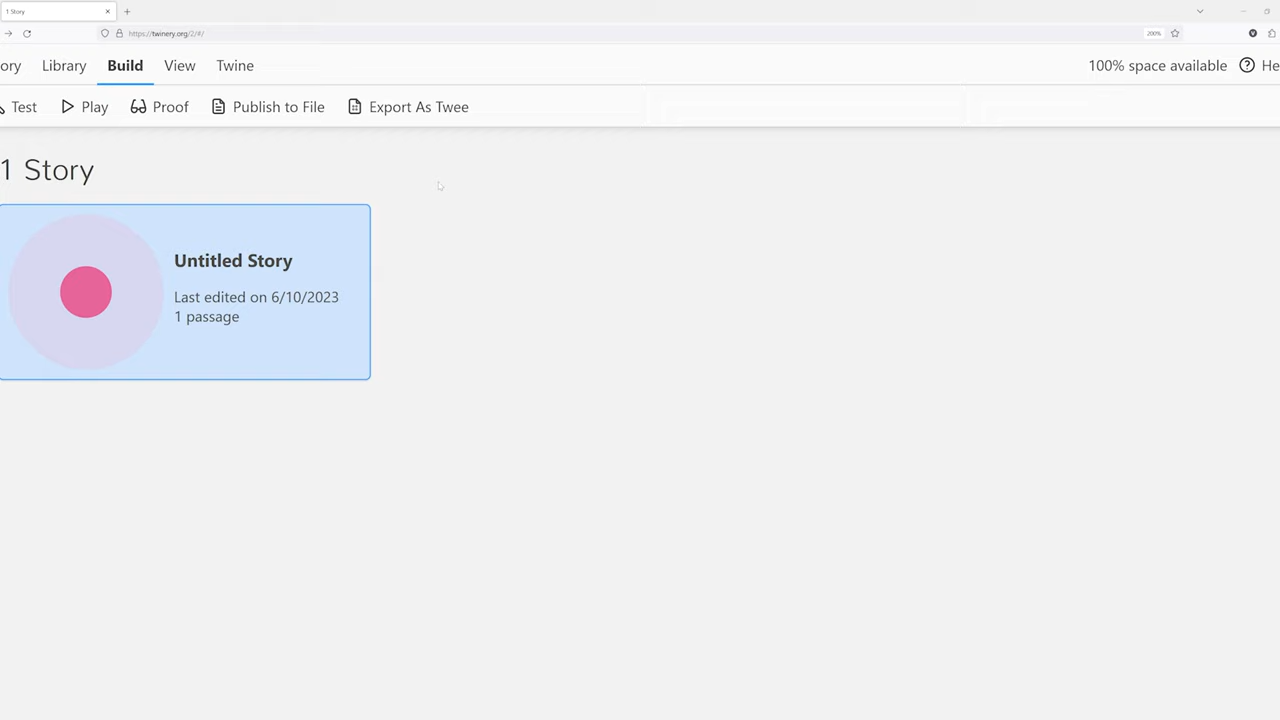 1 Story
https://twinery.org/2/#/
200%
ory Library Build View Twine 100% space available He
Test Play Proof Publish to File Export As Twee
1 Story
Untitled Story
Last edited on 6/10/2023
1 passage